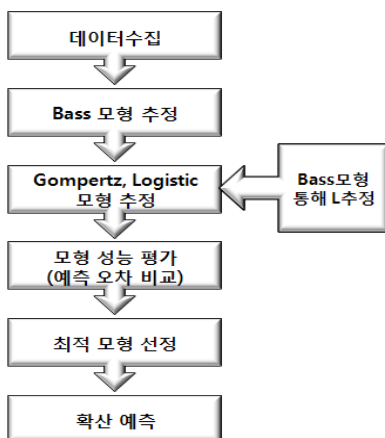 데이터수집
Bass 모형 추정
Gompertz, Logistic
모형 추정
Bass모형
통해 L추정
모형 성능 평가
(예측 오차 비교)
최적 모형 선정
확산 예측